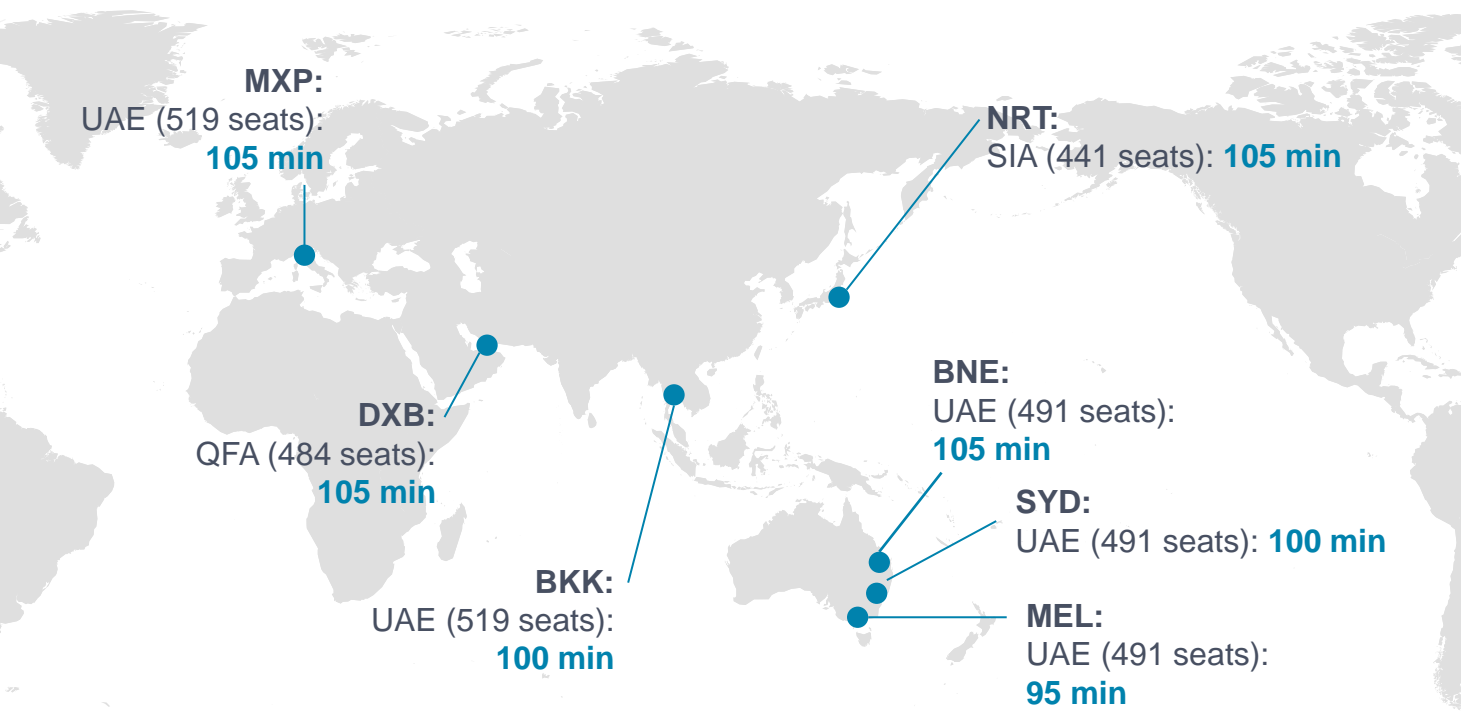 MXP:
UAE (519 seats):
105 min
NRT:
SIA (441 seats): 105 min
DXB:
QFA (484 seats):
105 min
BNE:
UAE (491 seats):
105 min
SYD:
UAE (491 seats): 100 min
BKK:
UAE (519 seats):
100 min
MEL:
UAE (491 seats):
95 min